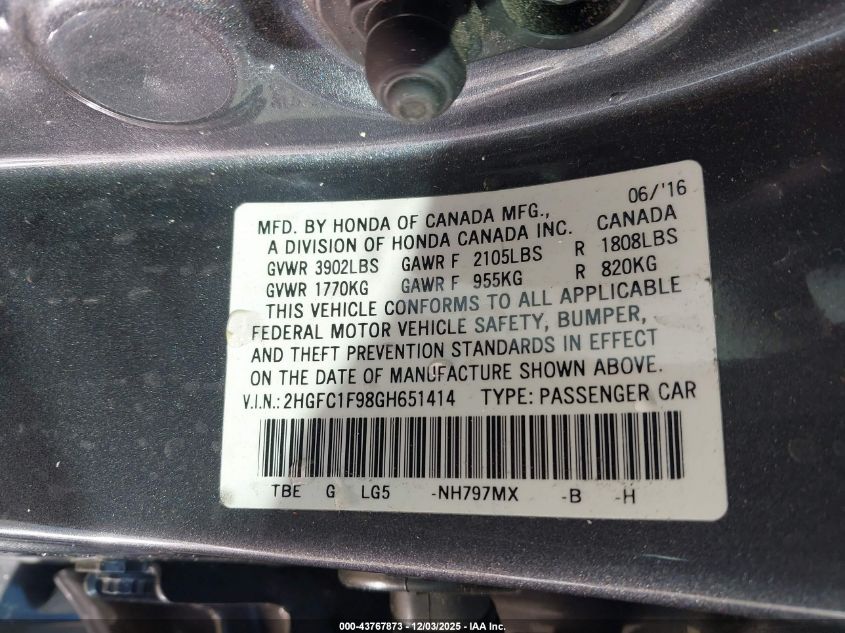 06/'16
MFD. BY HONDA OF CANADA MFG., CANADA
A DIVISION OF HONDA CANADA INC.
GVWR 3902LBS GAWR F 2105LBS R 1808LBS
GVWR 1770KG GAWR F 955KG R 820KG
THIS VEHICLE CONFORMS TO ALL APPLICABLE
FEDERAL MOTOR VEHICLE SAFETY, BUMPER,
AND THEFT PREVENTION STANDARDS IN EFFECT
ON THE DATE OF MANUFACTURE SHOWN ABOVE.
V.I.N.: 2HGFC1F98GH651414 TYPE: PASSENGER CAR
TBE G LG5 -NH797MX -B -H
000-43767873 - 12/03/2025 - IAA Inc.